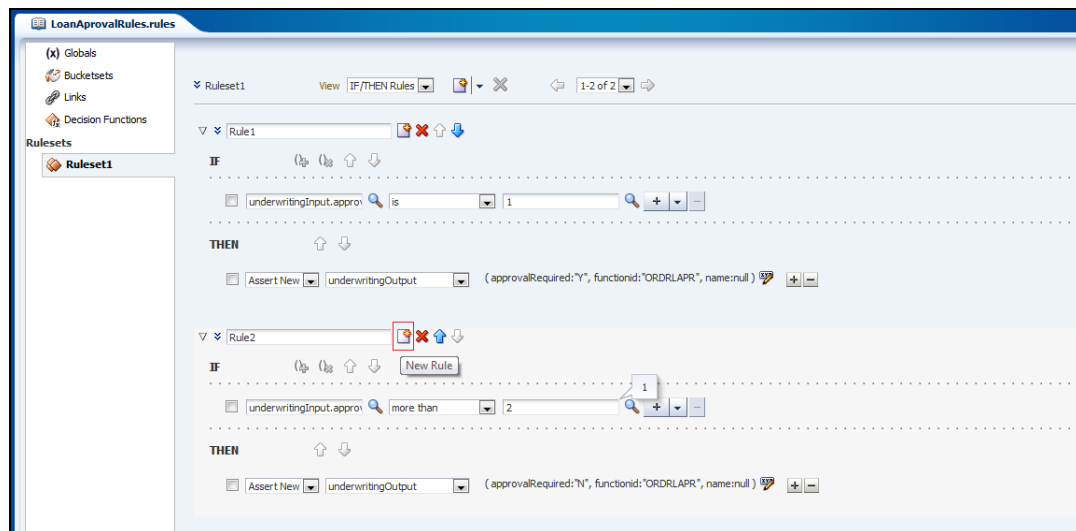 LoanAprovalRules.rules
(x) Globals
Bucketsets
Links
Decision Functions
Rulesets
Ruleset1
Ruleset1 View IF/THEN Rules 1-2 of 2
Rule1
IF
underwritingInput.approv is 1
THEN
Assert New underwritingOutput ( approvalRequired:"Y", functionid:"ORDRLAPR", name:null )
Rule2
IF New Rule
1
underwritingInput.approv more than 2
THEN
Assert New underwritingOutput ( approvalRequired:"N", functionid:"ORDRLAPR", name:null )